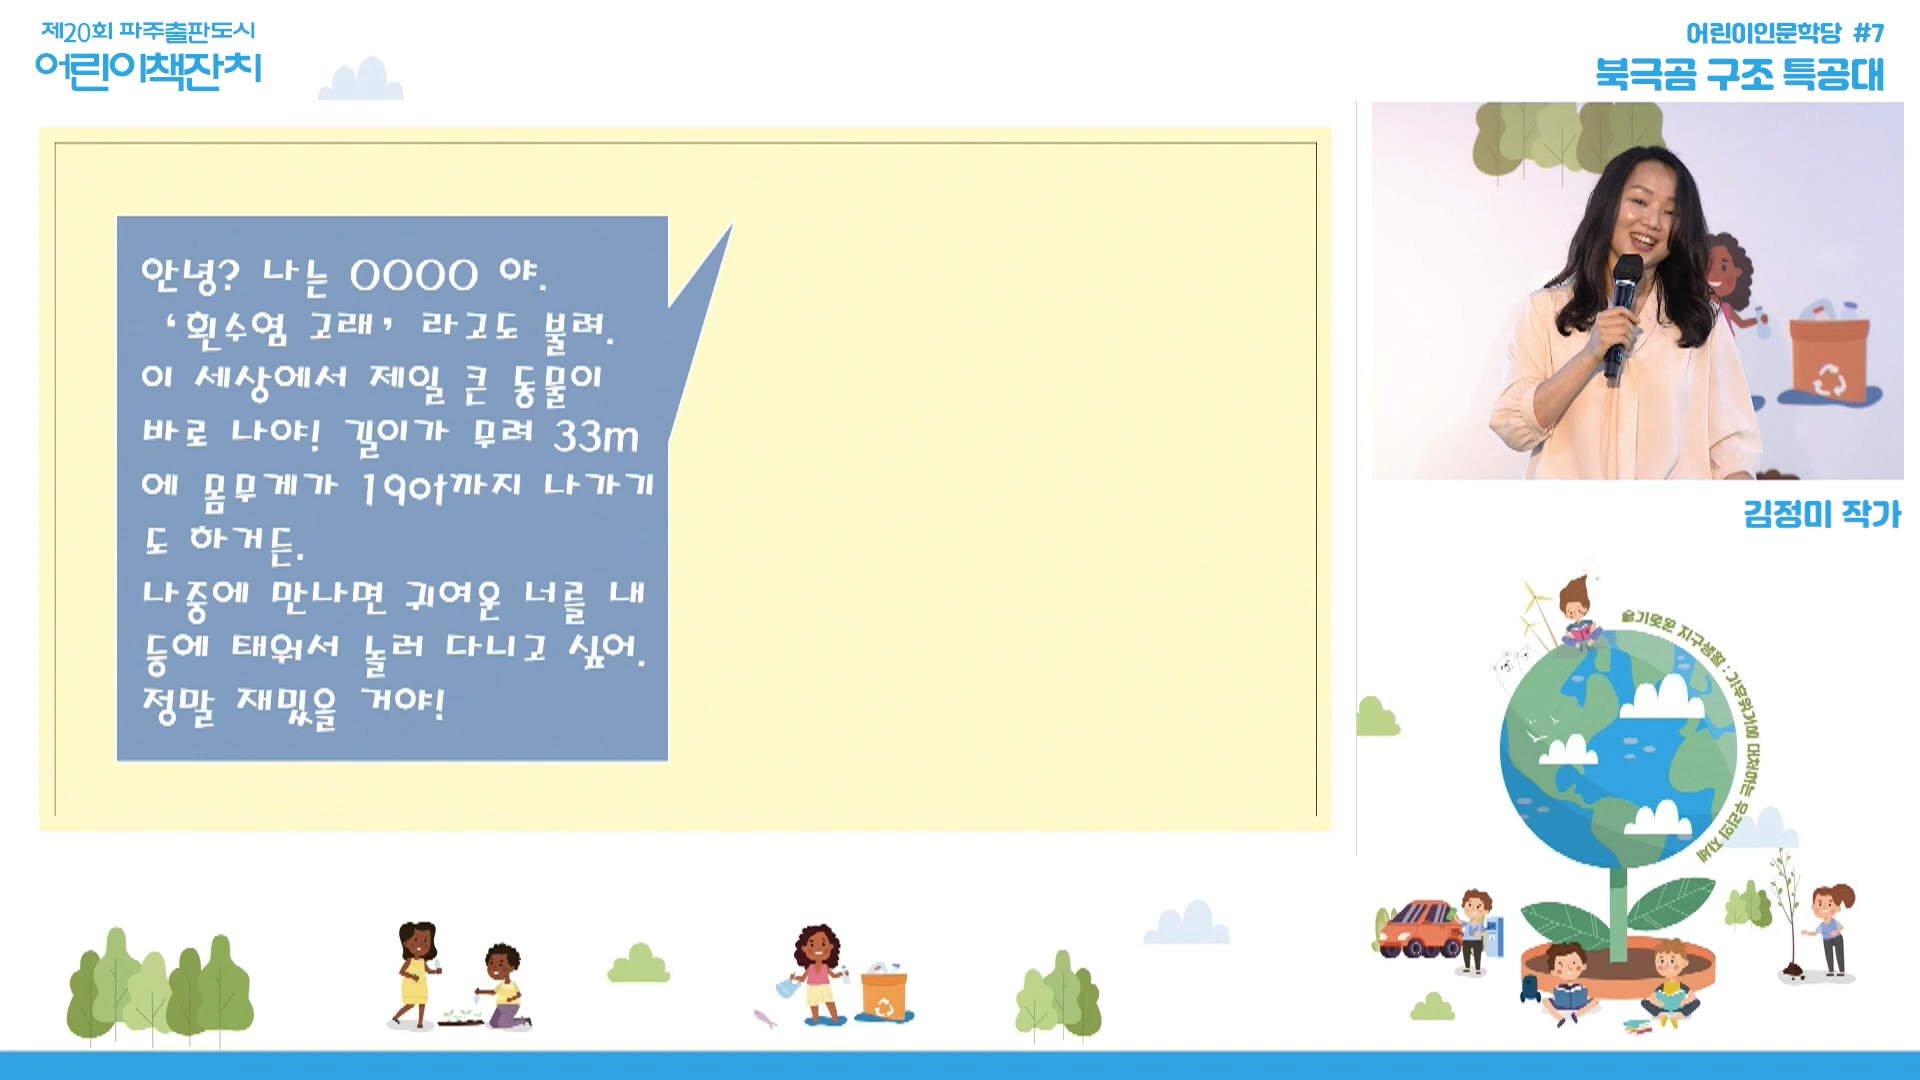 제20회 파주출판도시
어린이책잔치
어린이인문학당 #7
북극곰 구조 특공대
안녕? 나는 OOOO 야.
‘흰수염 고래’ 라고도 불려.
이 세상에서 제일 큰 동물이
바로 나야! 길이가 무려 33m
에 몸무게가 190t까지 나가기
도 하거든.
나중에 만나면 귀여운 너를 내
등에 태워서 놀러 다니고 싶어.
정말 재밌을 거야!
김정미 작가
슬기로운 지구생활 : 기후위기에 대처하는 우리의 자세